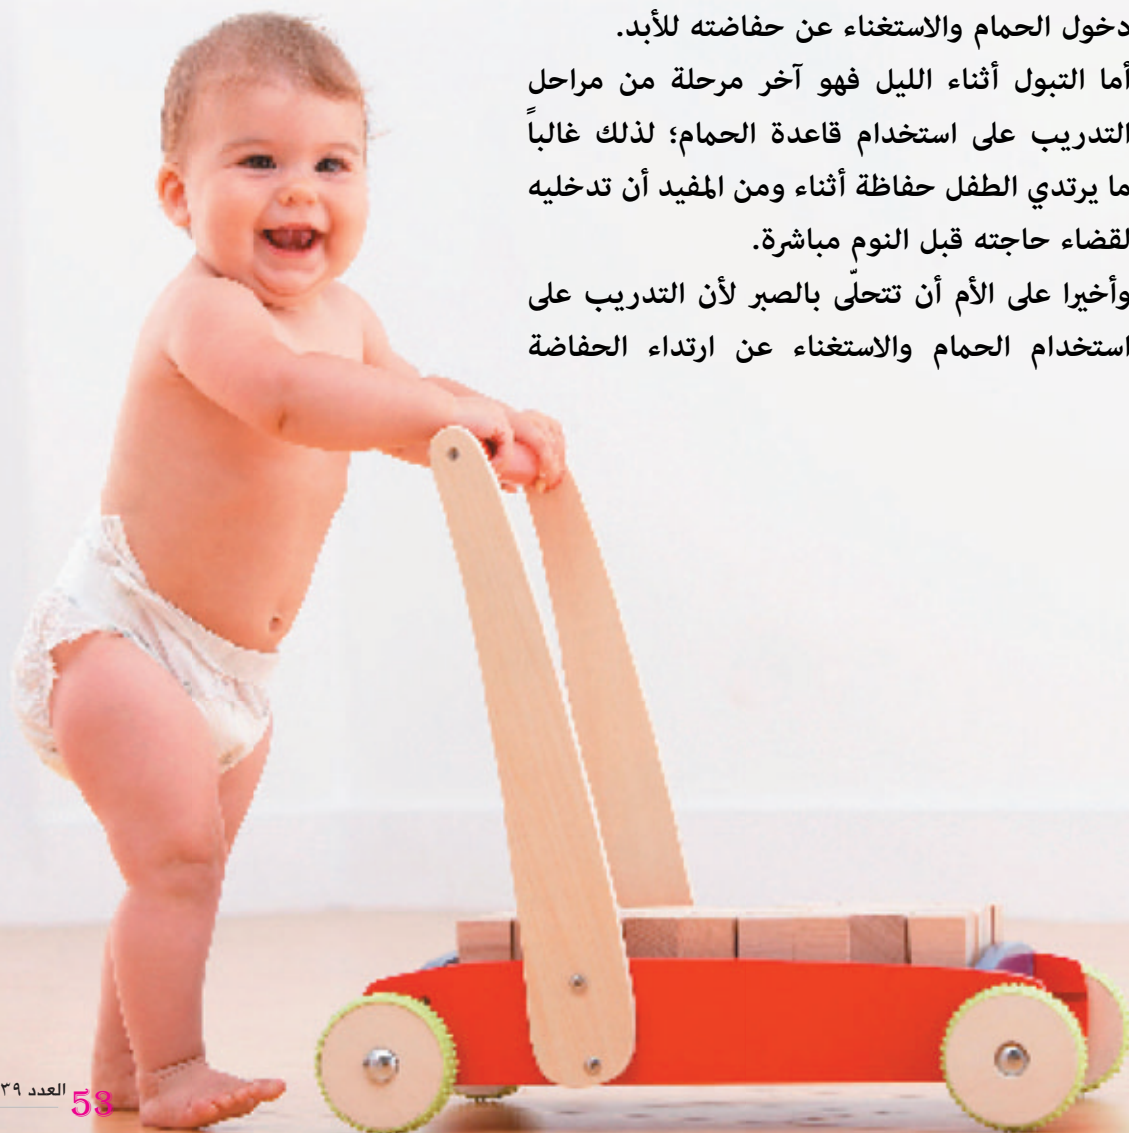 دخول الحمام والاستغناء عن حفاضته للأبد.
أما التبول أثناء الليل فهو آخر مرحلة من مراحل
التدريب على استخدام قاعدة الحمام؛ لذلك غالباً
ما يرتدي الطفل حفاظة أثناء ومن المفيد أن تدخليه
لقضاء حاجته قبل النوم مباشرة.
وأخيرا على الأم أن تتحلّى بالصبر لأن التدريب على
استخدام الحمام والاستغناء عن ارتداء الحفاضة
53 العدد ٣٩